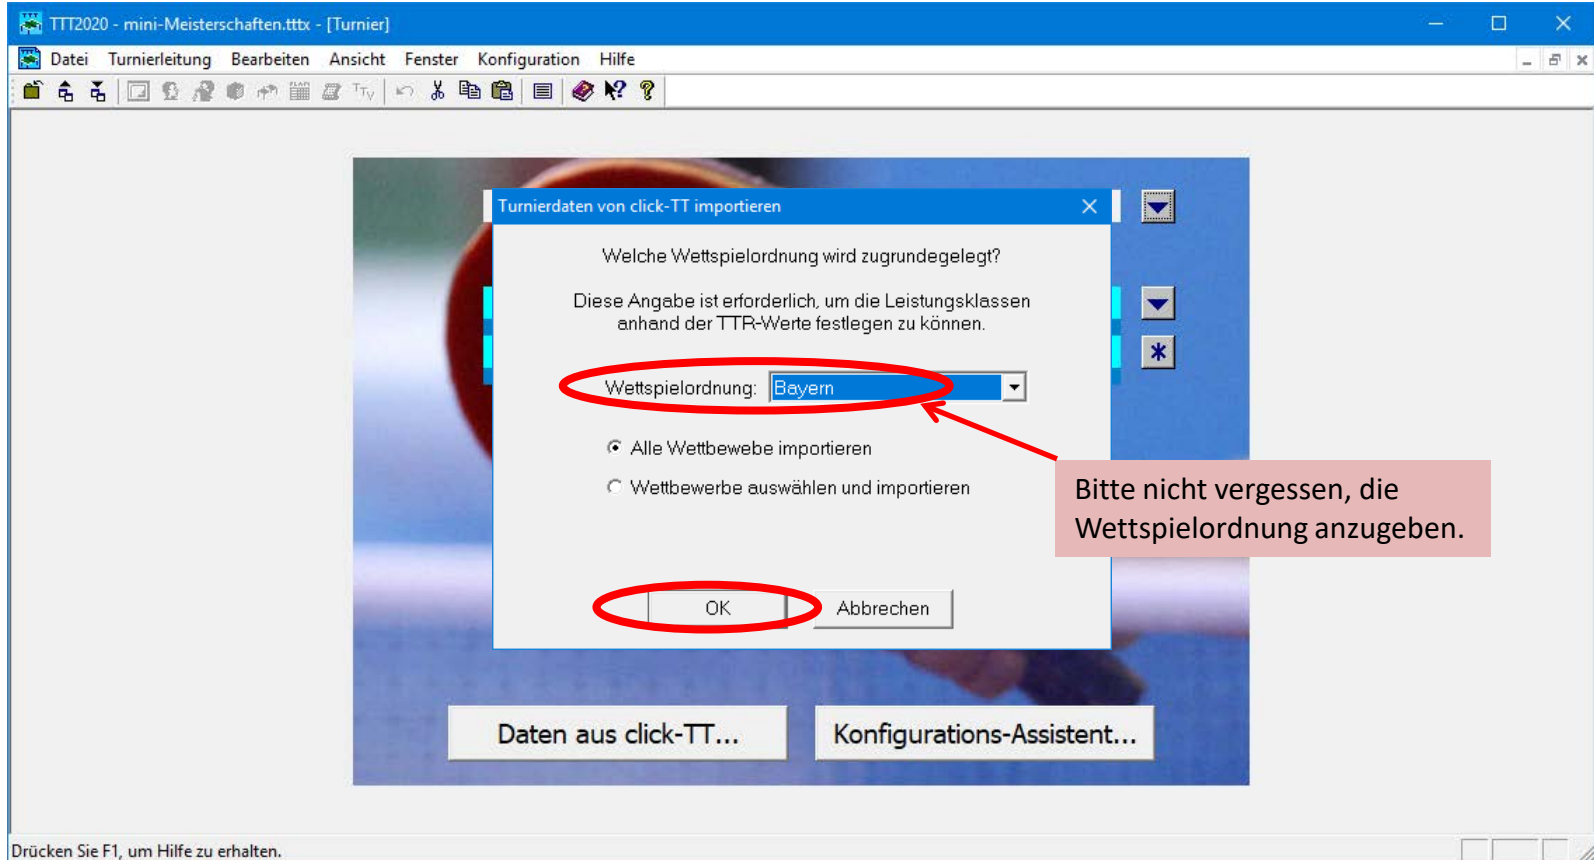 TTT2020 - mini-Meisterschaften.tttx - [Turnier]
Datei Turnierleitung Bearbeiten Ansicht Fenster Konfiguration Hilfe
Turnierdaten von click-TT importieren
Welche Wettspielordnung wird zugrundegelegt?
Diese Angabe ist erforderlich, um die Leistungsklassen
anhand der TTR-Werte festlegen zu können.
Wettspielordnung: Bayern
Alle Wettbewebe importieren
Wettbewerbe auswählen und importieren
Bitte nicht vergessen, die
Wettspielordnung anzugeben.
OK Abbrechen
Daten aus click-TT... Konfigurations-Assistent...
Drücken Sie F1, um Hilfe zu erhalten.